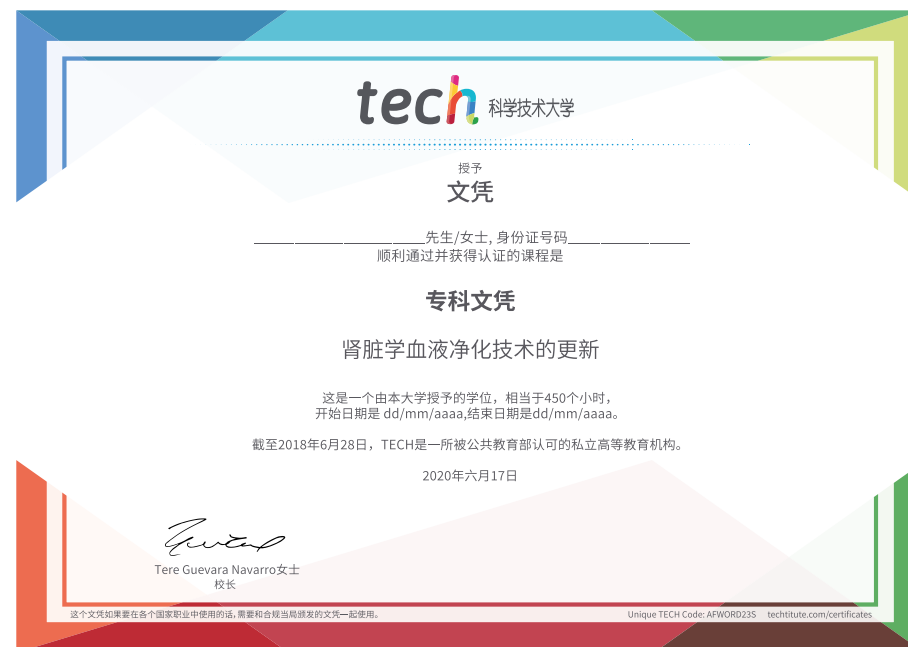 tech 科学技术大学
授予
文凭
先生/女士, 身份证号码
顺利通过并获得认证的课程是
专科文凭
肾脏学血液净化技术的更新
这是一个由本大学授予的学位，相当于450个小时，
开始日期是 dd/mm/aaaa,结束日期是dd/mm/aaaa。
截至2018年6月28日，TECH是一所被公共教育部认可的私立高等教育机构。
2020年六月17日
Tere Guevara Navarro女士
校长
这个文凭如果要在各个国家职业中使用的话,需要和合规当局颁发的文凭一起使用。
Unique TECH Code: AFWORD23S techtitute.com/certificates